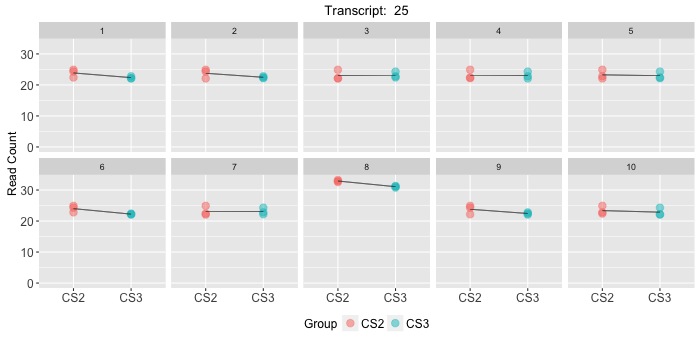 Transcript: 25
1 2 3 4 5
30
20
10
0
Read Count
6 7 8 9 10
30
20
10
0
CS2 CS3 CS2 CS3 CS2 CS3 CS2 CS3 CS2 CS3
Group CS2 CS3